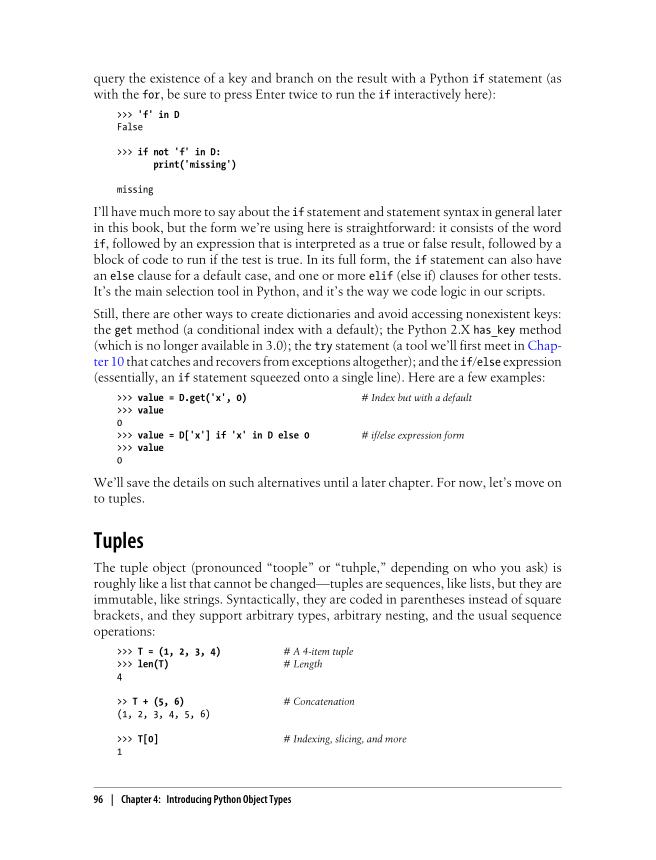 query the existence of a key and branch on the result with a Python if statement (as
with the for, be sure to press Enter twice to run the if interactively here):
>>> 'f' in D
False
>>> if not 'f' in D:
print('missing')
missing
I’ll have much more to say about the if statement and statement syntax in general later
in this book, but the form we’re using here is straightforward: it consists of the word
if, followed by an expression that is interpreted as a true or false result, followed by a
block of code to run if the test is true. In its full form, the if statement can also have
an else clause for a default case, and one or more elif (else if) clauses for other tests.
It’s the main selection tool in Python, and it’s the way we code logic in our scripts.
Still, there are other ways to create dictionaries and avoid accessing nonexistent keys:
the get method (a conditional index with a default); the Python 2.X has_key method
(which is no longer available in 3.0); the try statement (a tool we’ll first meet in Chap-
ter 10 that catches and recovers from exceptions altogether); and the if/else expression
(essentially, an if statement squeezed onto a single line). Here are a few examples:
>>> value = D.get('x', 0) # Index but with a default
>>> value
0
>>> value = D['x'] if 'x' in D else 0 # if/else expression form
>>> value
0
We’ll save the details on such alternatives until a later chapter. For now, let’s move on
to tuples.
Tuples
The tuple object (pronounced “toople” or “tuhple,” depending on who you ask) is
roughly like a list that cannot be changed—tuples are sequences, like lists, but they are
immutable, like strings. Syntactically, they are coded in parentheses instead of square
brackets, and they support arbitrary types, arbitrary nesting, and the usual sequence
operations:
>>> T = (1, 2, 3, 4) # A 4-item tuple
>>> len(T) # Length
4
>> T + (5, 6) # Concatenation
(1, 2, 3, 4, 5, 6)
>>> T[0] # Indexing, slicing, and more
1
96 | Chapter 4: Introducing Python Object Types